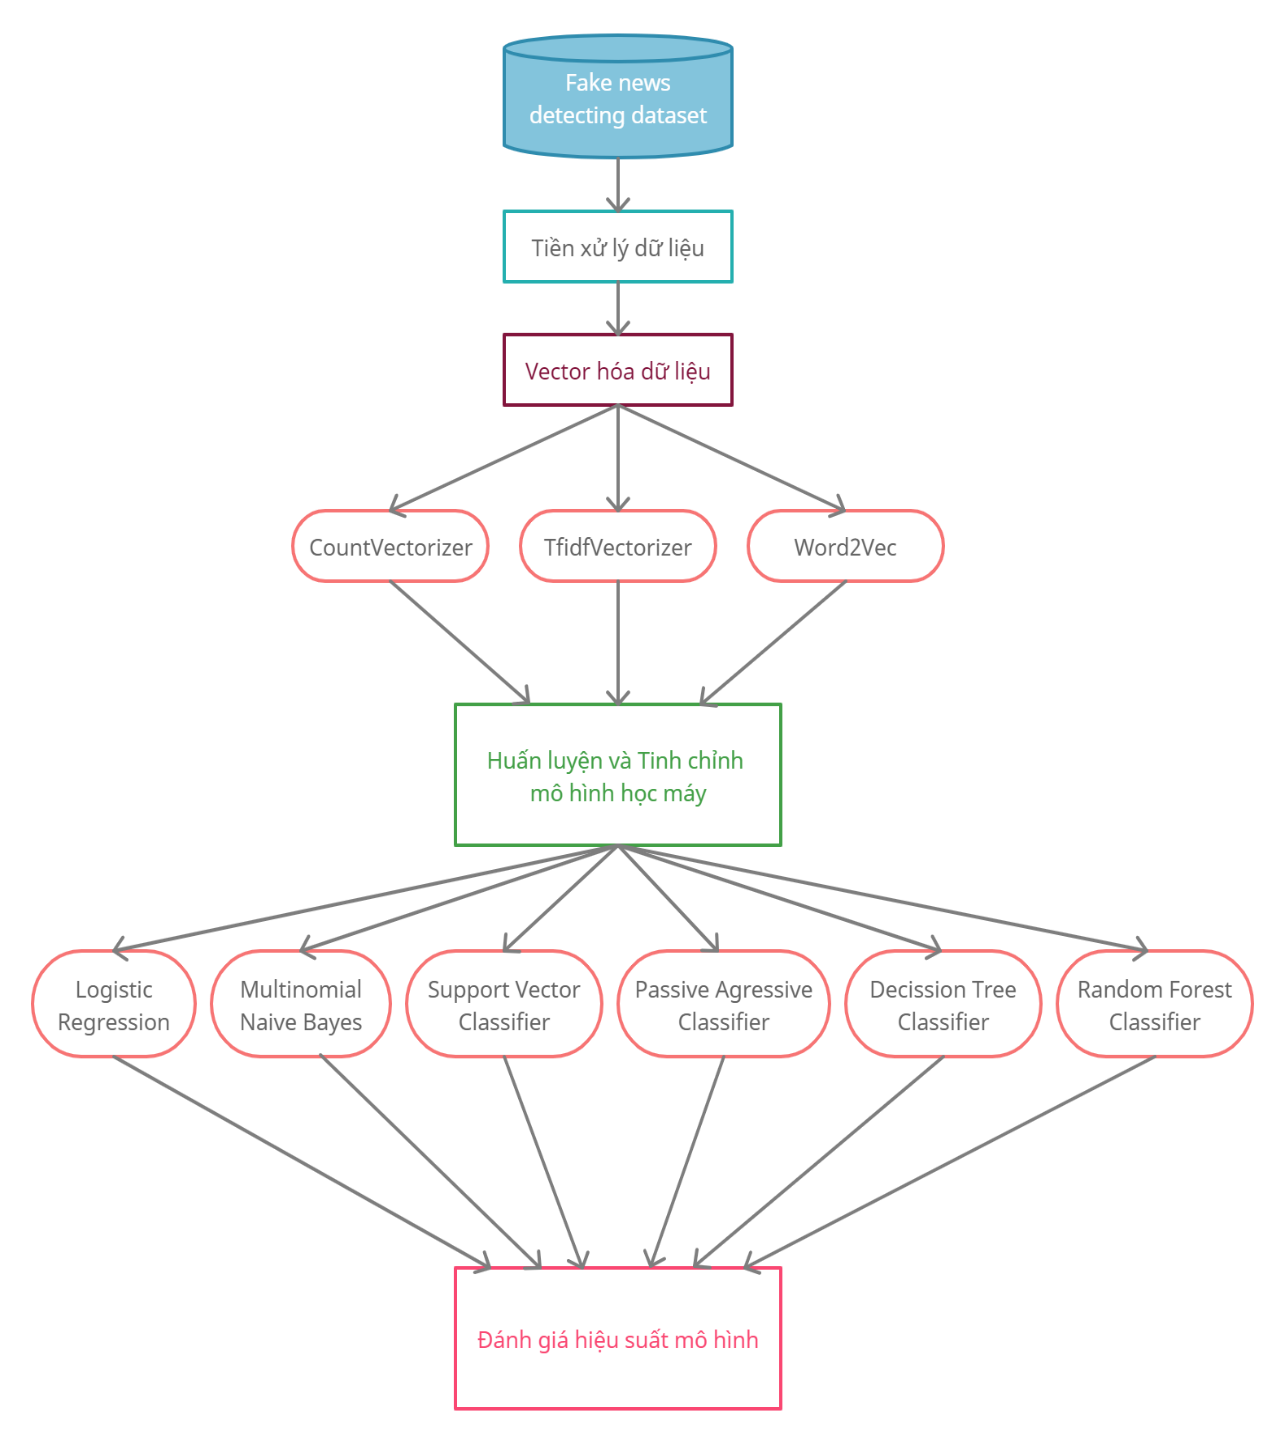 Fake news
detecting dataset
Tiền xử lý dữ liệu
Vector hóa dữ liệu
CountVectorizer
TfidfVectorizer
Word2Vec
Huấn luyện và Tinh chỉnh
mô hình học máy
Logistic
Regression
Multinomial
Naive Bayes
Support Vector
Classifier
Passive Agressive
Classifier
Decission Tree
Classifier
Random Forest
Classifier
Đánh giá hiệu suất mô hình